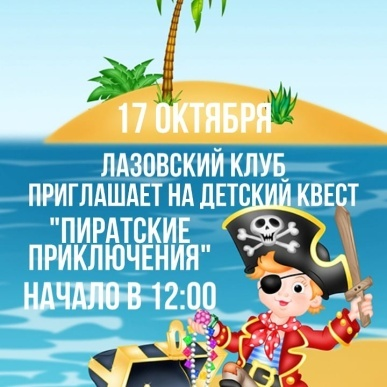 17 ОКТЯБРЯ
ЛАЗОВСКИЙ КЛУБ
ПРИГЛАШАЕТ НА ДЕТСКИЙ КВЕСТ
"ПИРАТСКИЕ
ПРИКЛЮЧЕНИЯ"
НАЧАЛО В 12:00